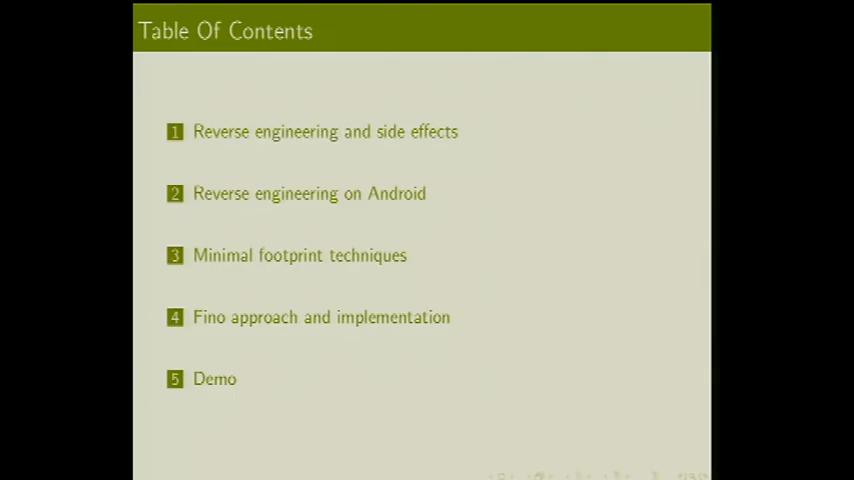 Table Of Contents
1 Reverse engineering and side effects
2 Reverse engineering on Android
3 Minimal footprint techniques
4 Fino approach and implementation
5 Demo